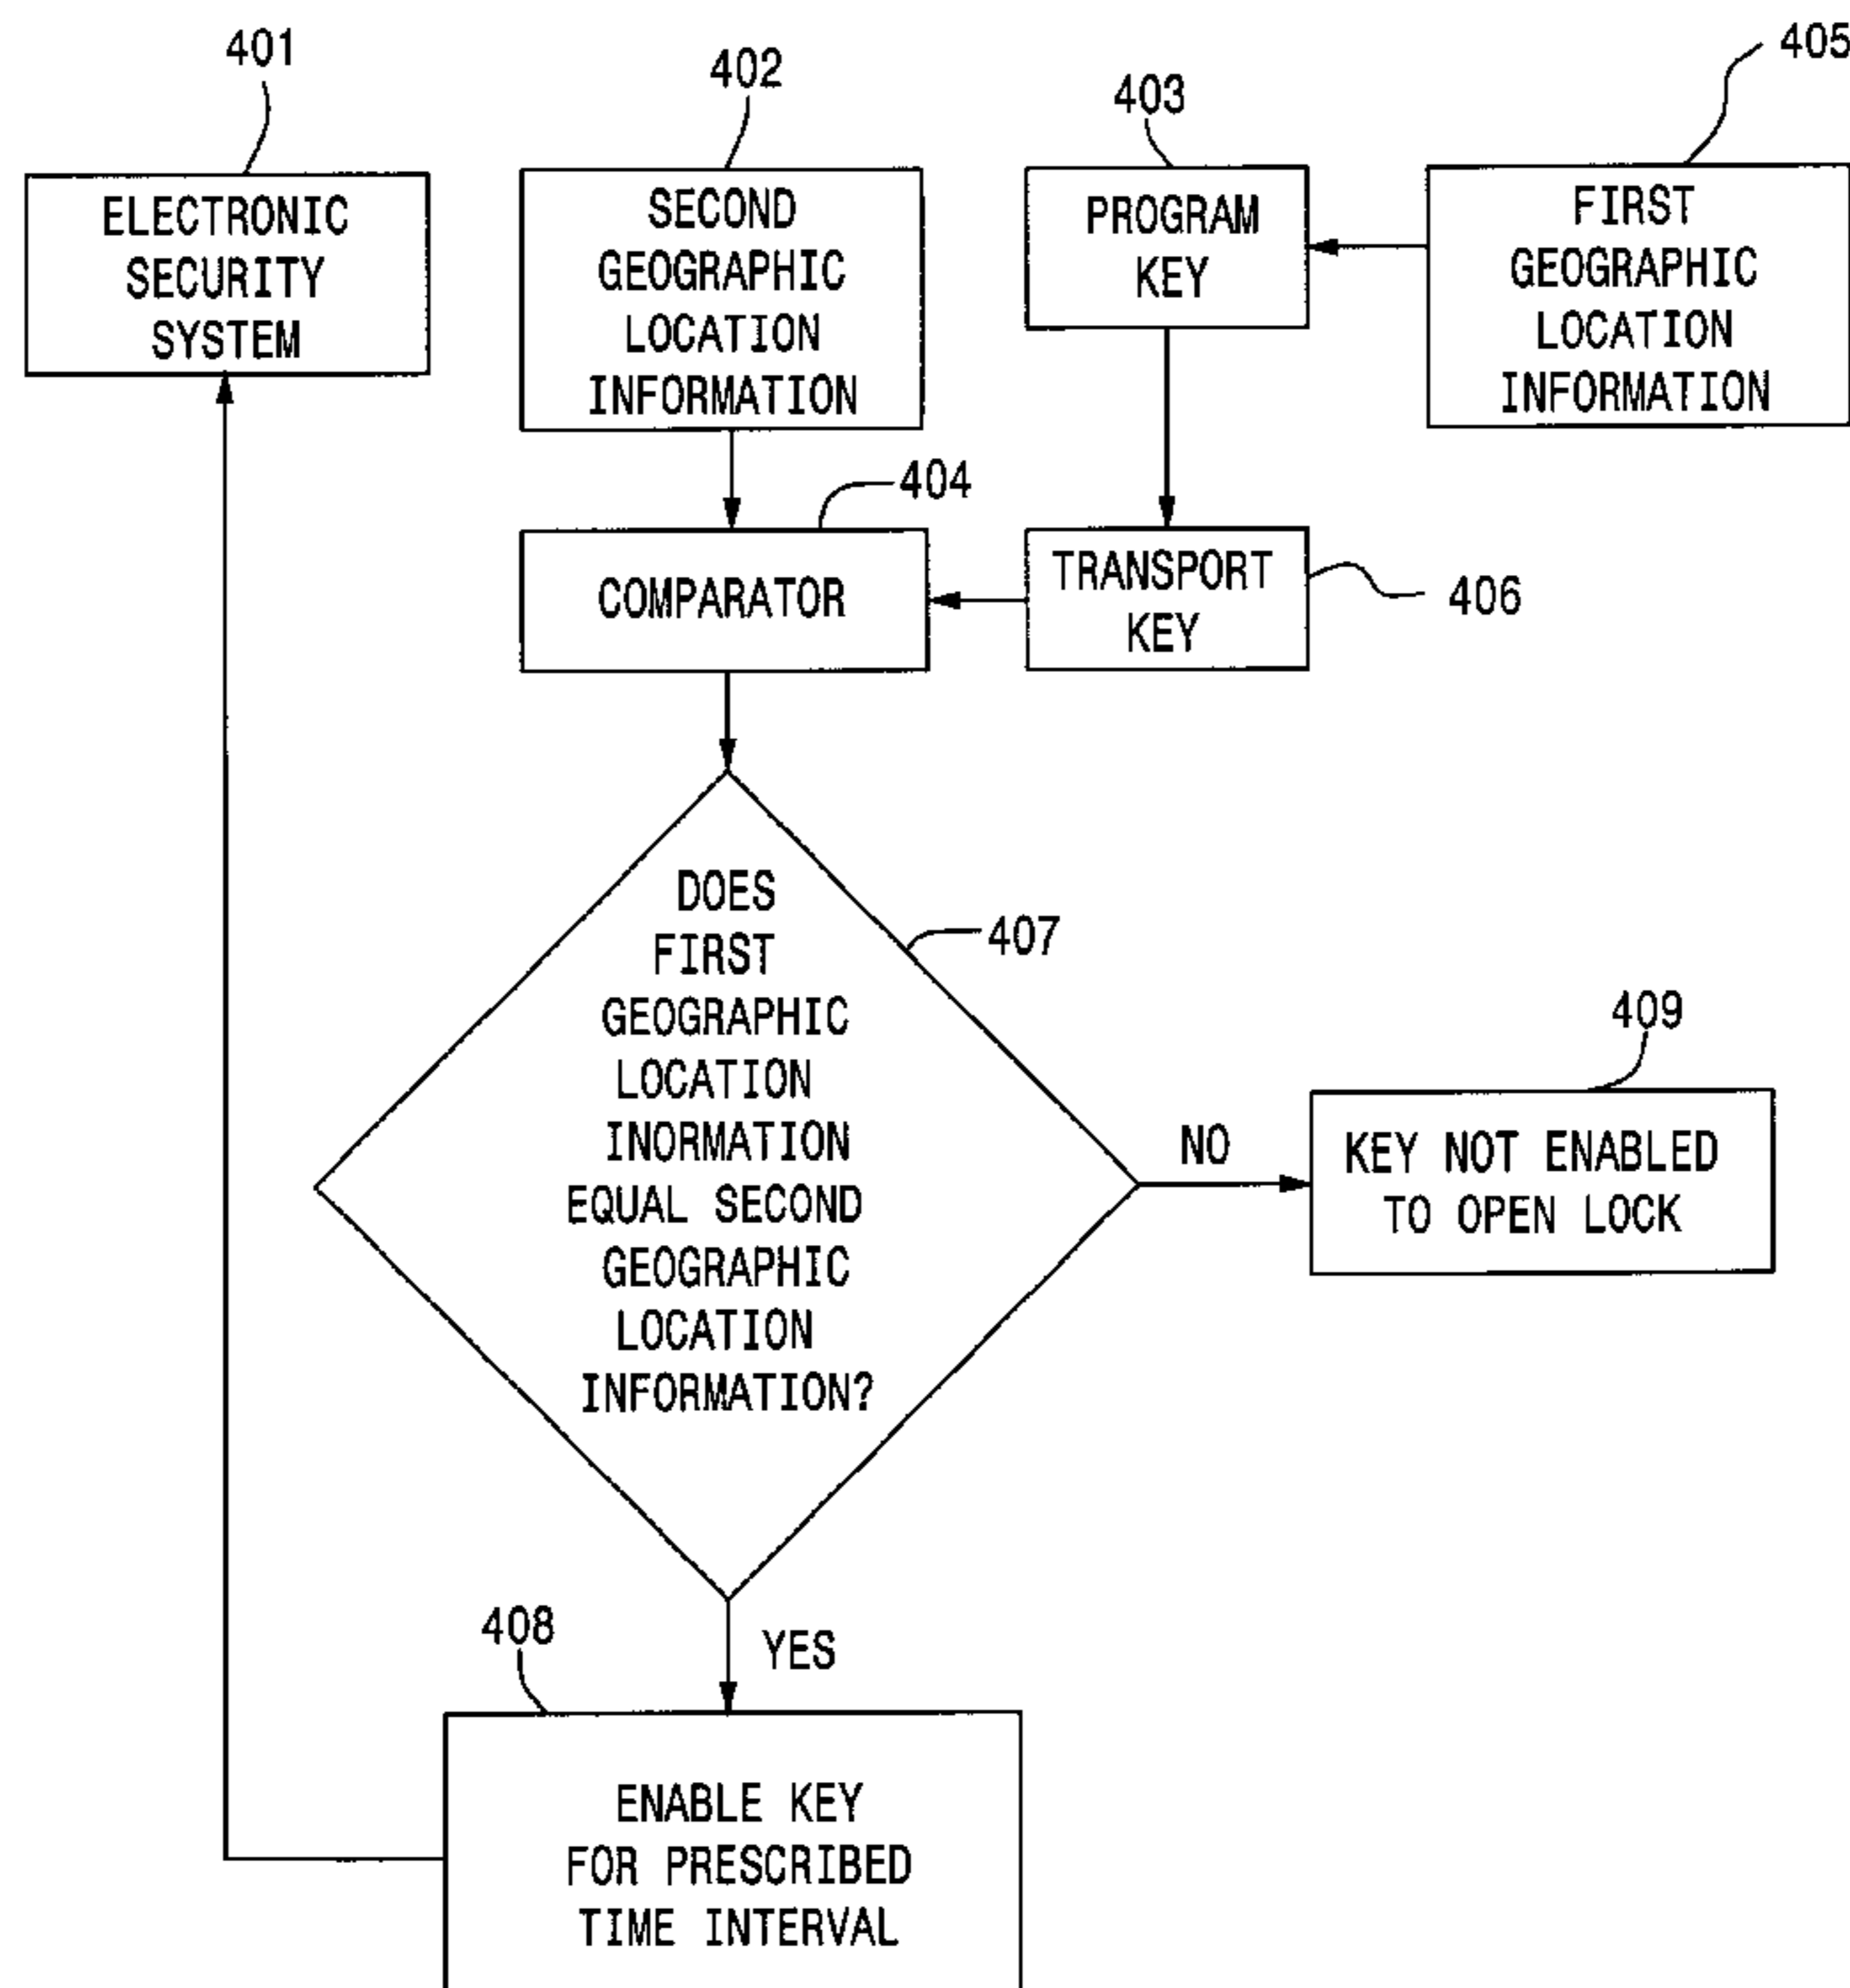 401
ELECTRONIC
SECURITY
SYSTEM
402
SECOND
GEOGRAPHIC
LOCATION
INFORMATION
403
PROGRAM
KEY
405
FIRST
GEOGRAPHIC
LOCATION
INFORMATION
404
COMPARATOR
TRANSPORT
KEY
406
DOES
FIRST
GEOGRAPHIC
LOCATION
INORMATION
EQUAL SECOND
GEOGRAPHIC
LOCATION
INFORMATION?
407
NO
409
KEY NOT ENABLED
TO OPEN LOCK
YES
408
ENABLE KEY
FOR PRESCRIBED
TIME INTERVAL